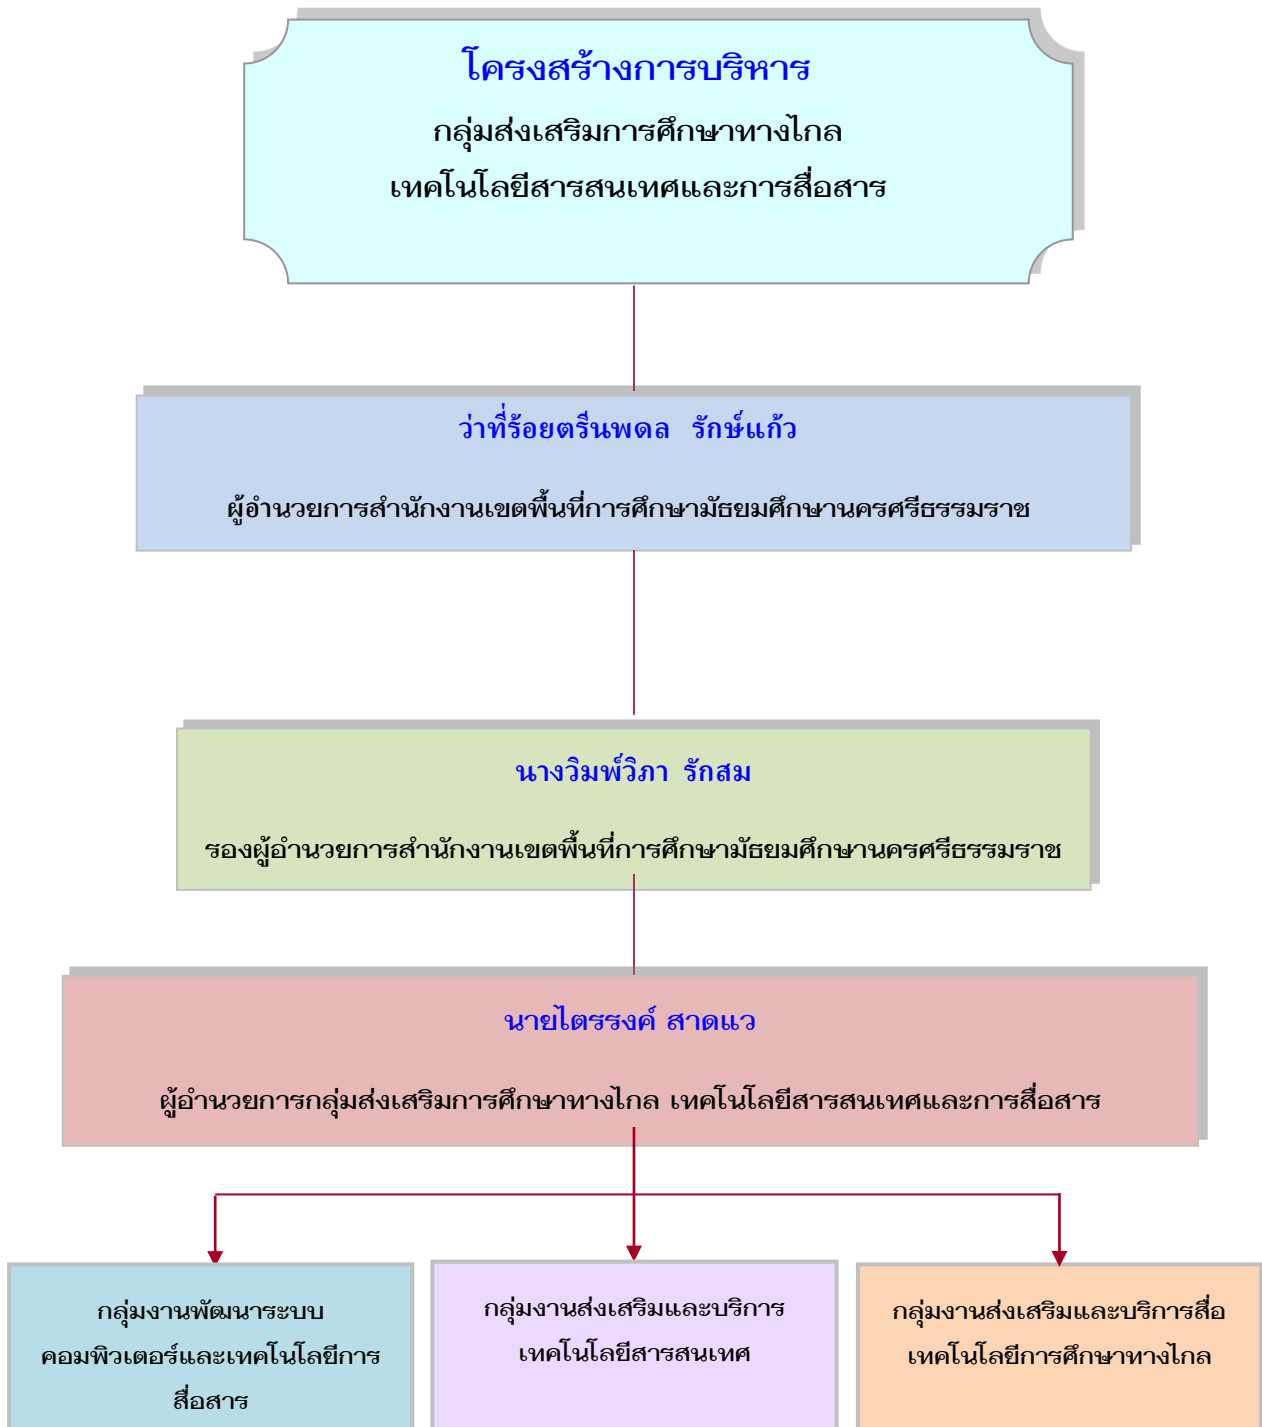 โครงสร้างการบริหาร
กลุ่มส่งเสริมการศึกษาทางไกล
เทคโนโลยีสารสนเทศและการสื่อสาร
ว่าที่ร้อยตรีนพดล รักษ์แก้ว
ผู้อำนวยการสำนักงานเขตพื้นที่การศึกษามัธยมศึกษานครศรีธรรมราช
นางวิมพ์วิภา รักสม
รองผู้อำนวยการสำนักงานเขตพื้นที่การศึกษามัธยมศึกษานครศรีธรรมราช
นายไตรรงค์ สาดแว
ผู้อำนวยการกลุ่มส่งเสริมการศึกษาทางไกล เทคโนโลยีสารสนเทศและการสื่อสาร
กลุ่มงานพัฒนาระบบ
คอมพิวเตอร์และเทคโนโลยีการ
สื่อสาร
กลุ่มงานส่งเสริมและบริการ
เทคโนโลยีสารสนเทศ
กลุ่มงานส่งเสริมและบริการสื่อ
เทคโนโลยีการศึกษาทางไกล